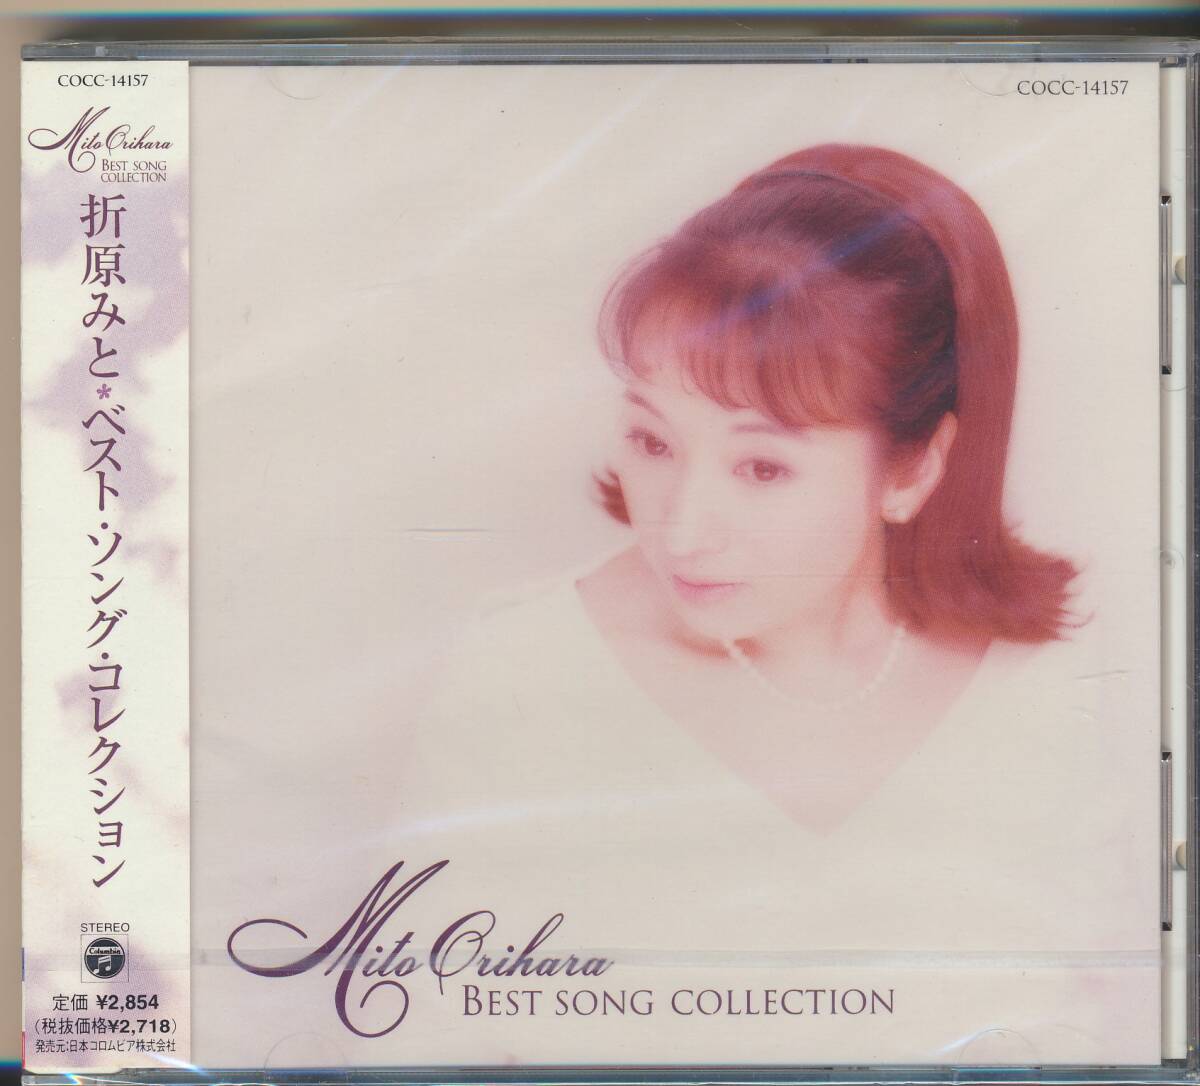 COCC-14157
Mito Orihara
BEST SONG
COLLECTION
折原みと*ベスト・ソング・コレクション
STEREO
Columbia
定価 ¥2,854
(税抜価格¥2,718)
発売元:日本コロムビア株式会社
COCC-14157
Mito Orihara
BEST SONG COLLECTION